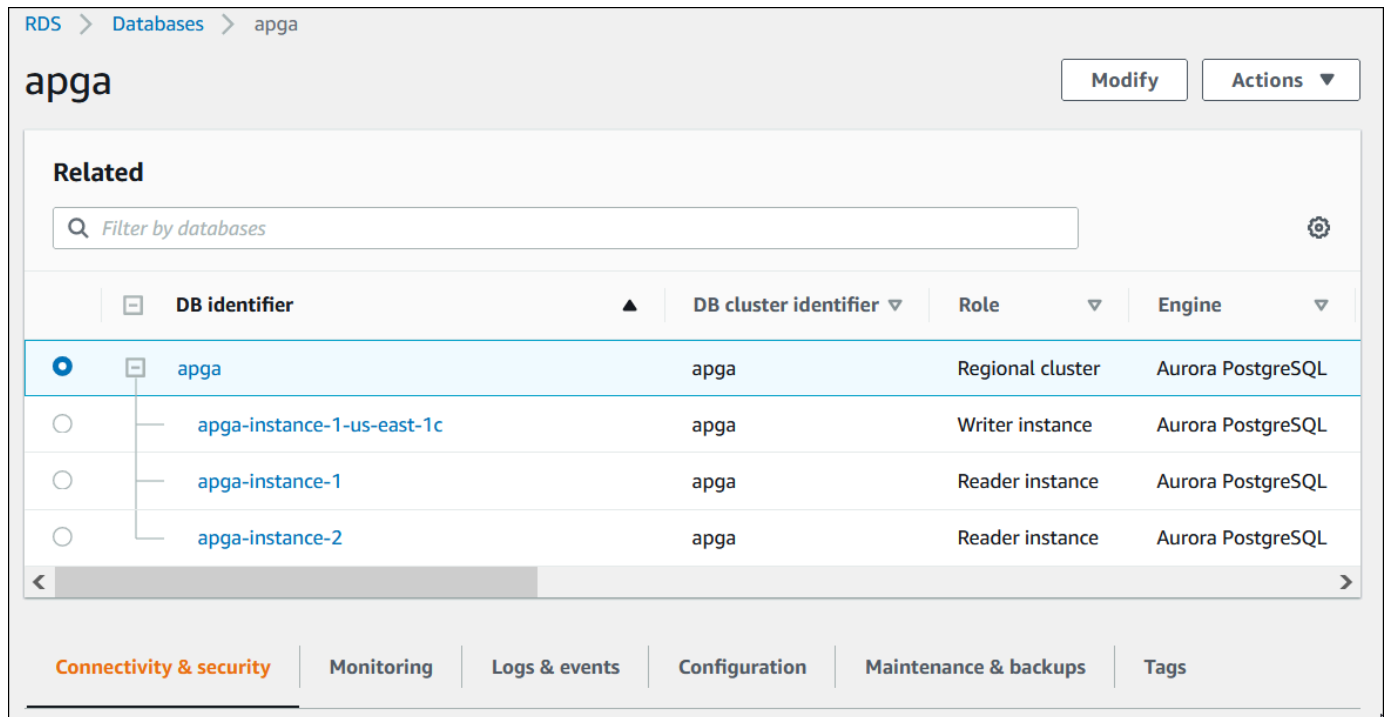 RDS > Databases > apga
apga
Modify
Actions ▼
Related
Filter by databases
DB identifier ▲ DB cluster identifier ▽ Role ▽ Engine ▽
apga apga Regional cluster Aurora PostgreSQL
apga-instance-1-us-east-1c apga Writer instance Aurora PostgreSQL
apga-instance-1 apga Reader instance Aurora PostgreSQL
apga-instance-2 apga Reader instance Aurora PostgreSQL
Connectivity & security Monitoring Logs & events Configuration Maintenance & backups Tags